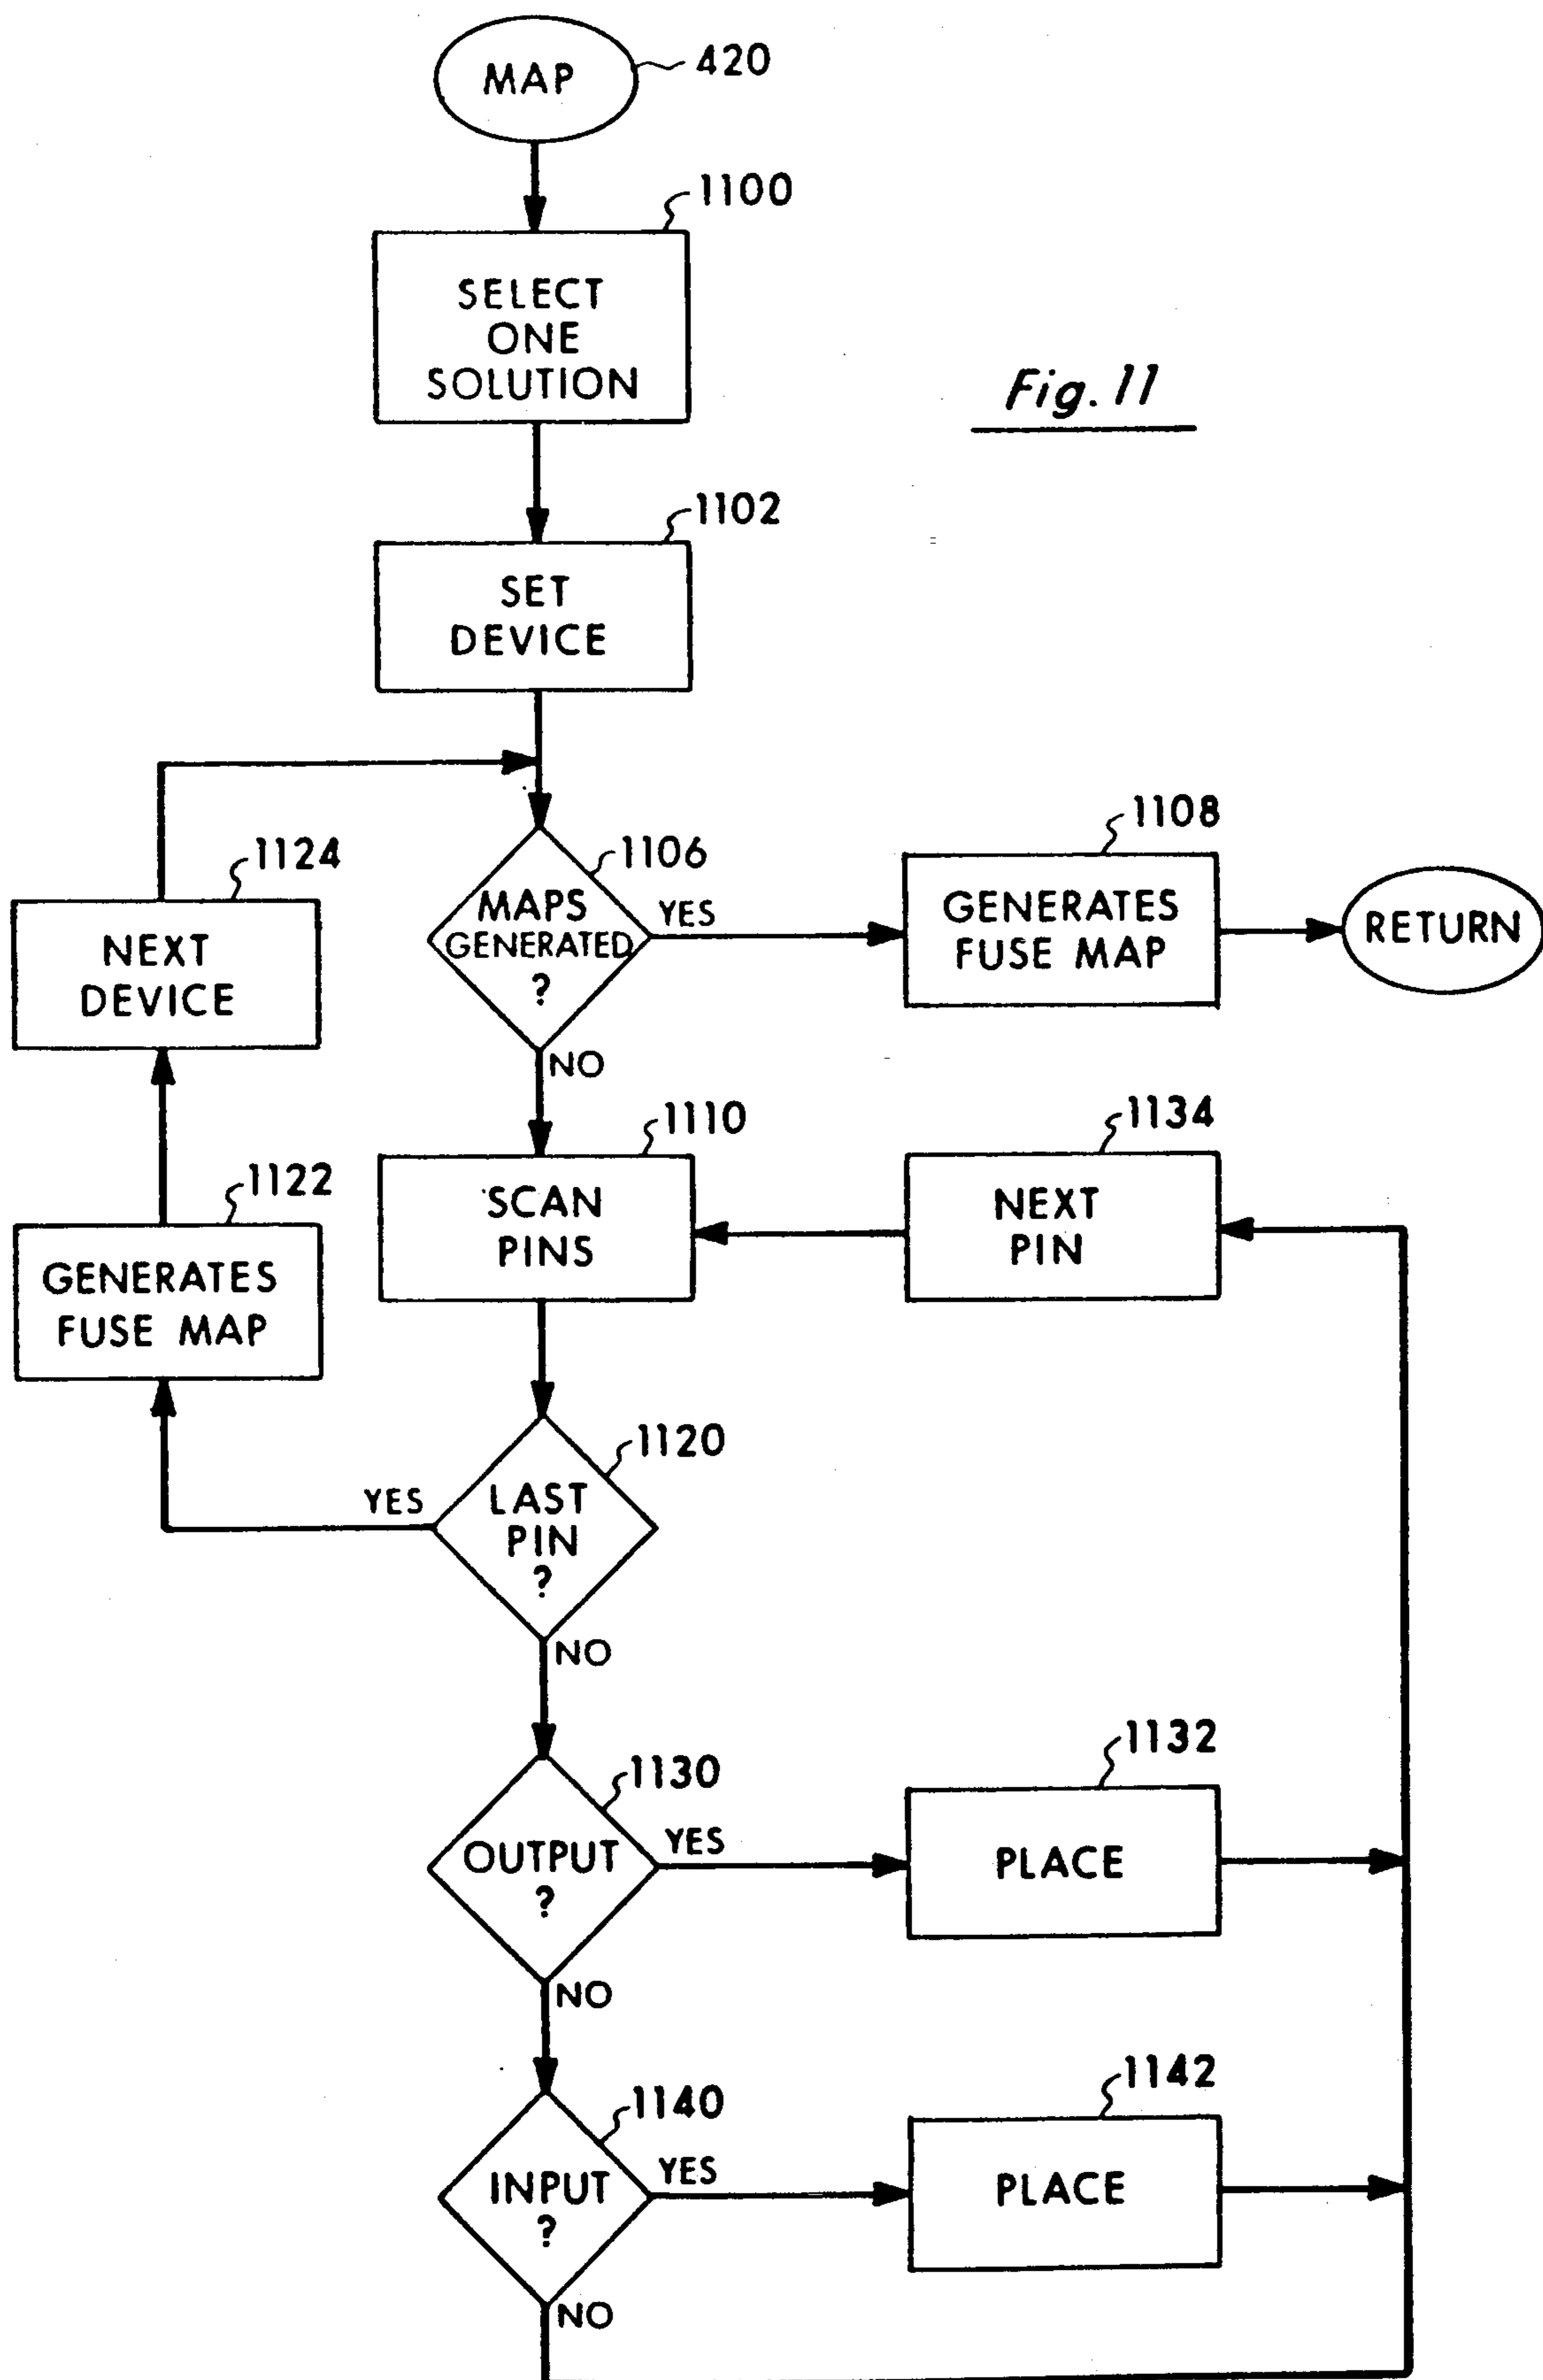 MAP
420
1100
SELECT
ONE
SOLUTION
Fig. 11
1102
SET
DEVICE
1124
NEXT
DEVICE
1106
MAPS
GENERATED
?
YES
NO
1108
GENERATES
FUSE MAP
RETURN
1110
SCAN
PINS
1134
NEXT
PIN
1122
GENERATES
FUSE MAP
1120
LAST
PIN
?
YES
NO
1130
OUTPUT
?
YES
NO
1132
PLACE
1140
INPUT
?
YES
NO
1142
PLACE